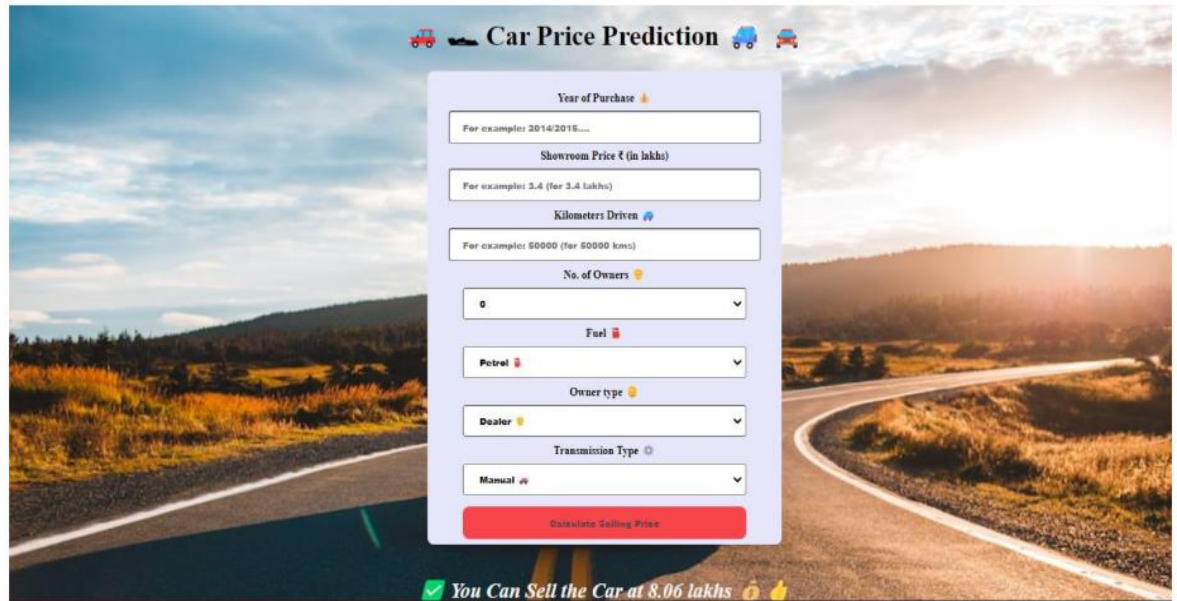 Car Price Prediction
Year of Purchase
For example: 2014/2015....
Showroom Price ₹ (in lakhs)
For example: 3.4 (for 3.4 lakhs)
Kilometers Driven
For example: 50000 (for 50000 kms)
No. of Owners
0
Fuel
Petrol
Owner type
Dealer
Transmission Type
Manual
Calculate Selling Price
You Can Sell the Car at 8.06 lakhs